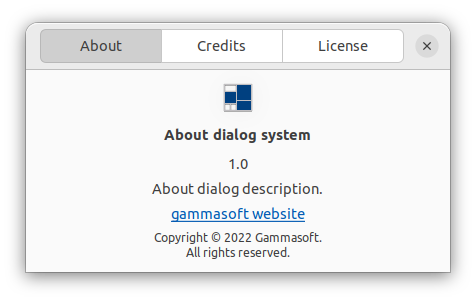 About
Credits
License
About dialog system
1.0
About dialog description.
gammasoft website
Copyright © 2022 Gammasoft.
All rights reserved.